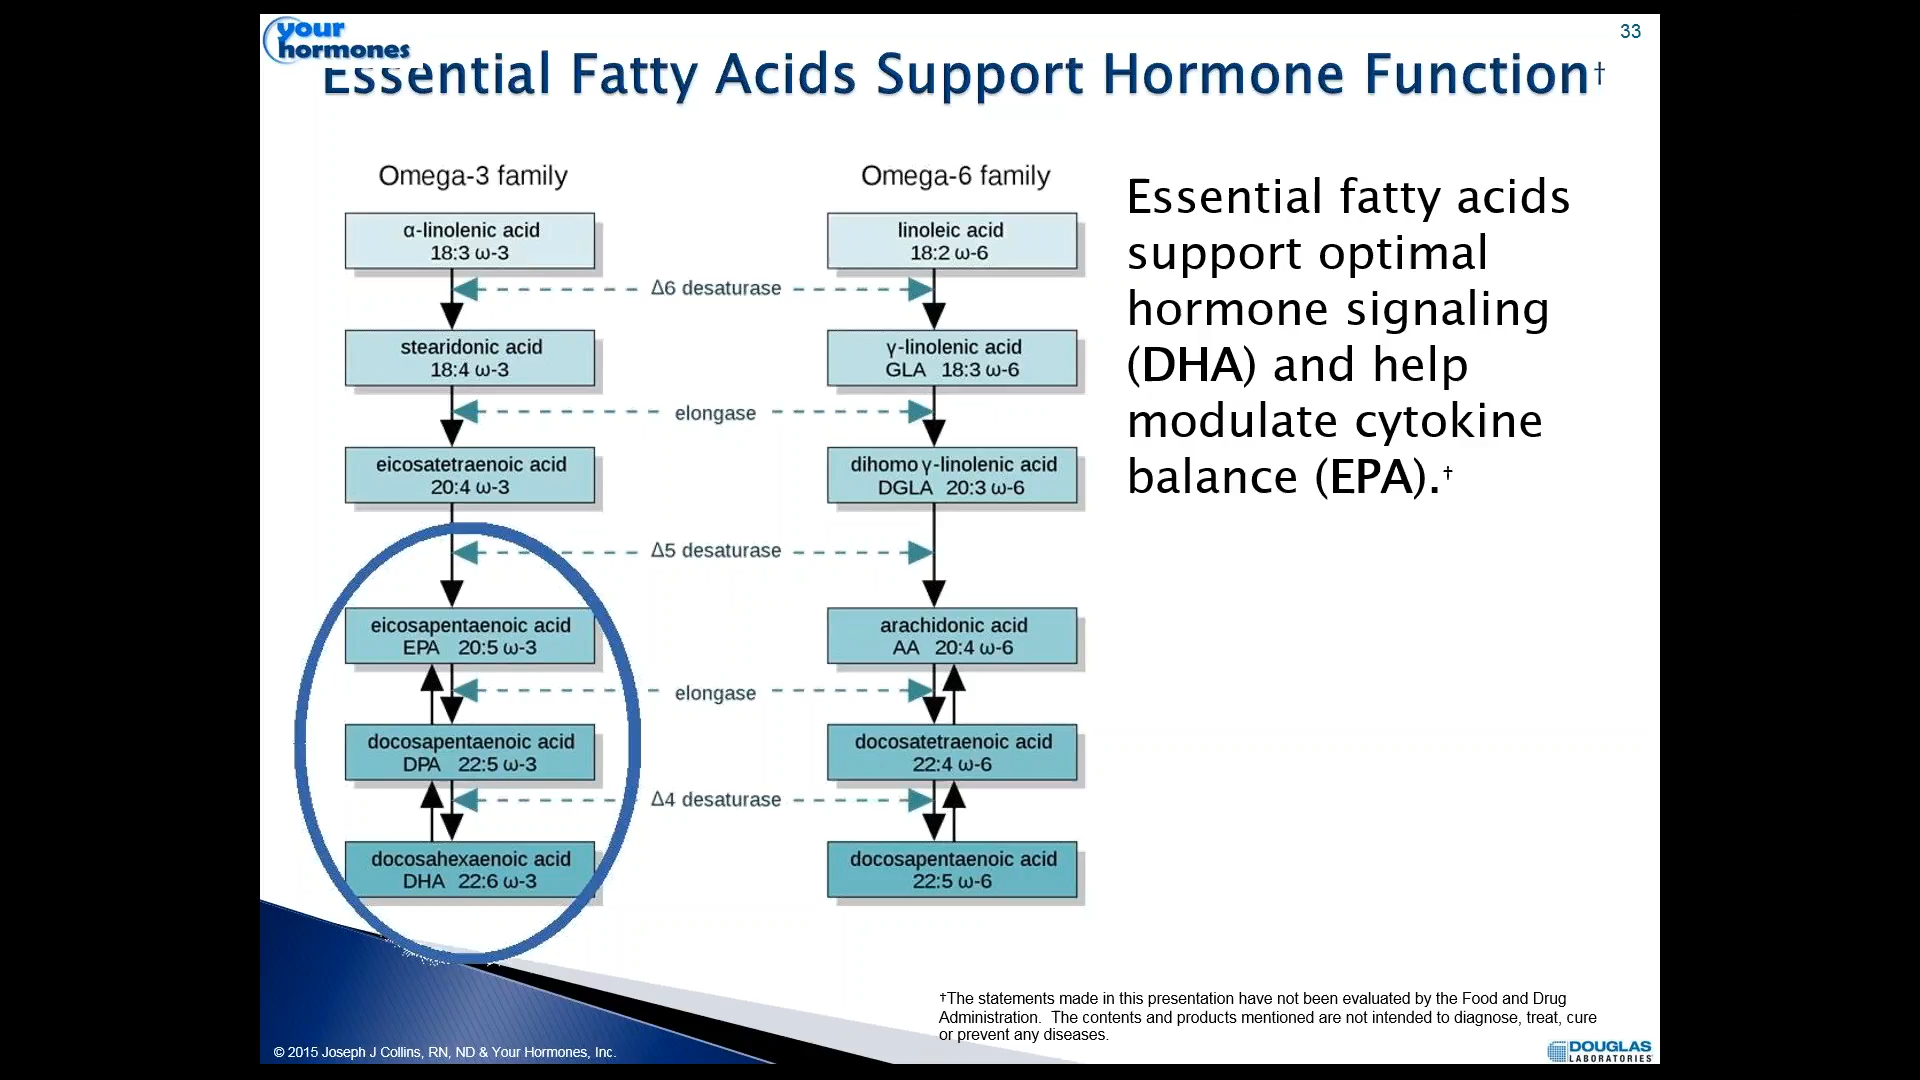 your
hormones
33
Essential Fatty Acids Support Hormone Function†
Omega-3 family
Omega-6 family
α-linolenic acid
18:3 ω-3
linoleic acid
18:2 ω-6
Δ6 desaturase
stearidonic acid
18:4 ω-3
γ-linolenic acid
GLA 18:3 ω-6
elongase
eicosatetraenoic acid
20:4 ω-3
dihomo γ-linolenic acid
DGLA 20:3 ω-6
Δ5 desaturase
eicosapentaenoic acid
EPA 20:5 ω-3
arachidonic acid
AA 20:4 ω-6
elongase
docosapentaenoic acid
DPA 22:5 ω-3
docosatetraenoic acid
22:4 ω-6
Δ4 desaturase
docosahexaenoic acid
DHA 22:6 ω-3
docosapentaenoic acid
22:5 ω-6
Essential fatty acids
support optimal
hormone signaling
(DHA) and help
modulate cytokine
balance (EPA).†
†The statements made in this presentation have not been evaluated by the Food and Drug
Administration. The contents and products mentioned are not intended to diagnose, treat, cure
or prevent any diseases.
© 2015 Joseph J Collins, RN, ND & Your Hormones, Inc.
DOUGLAS
LABORATORIES